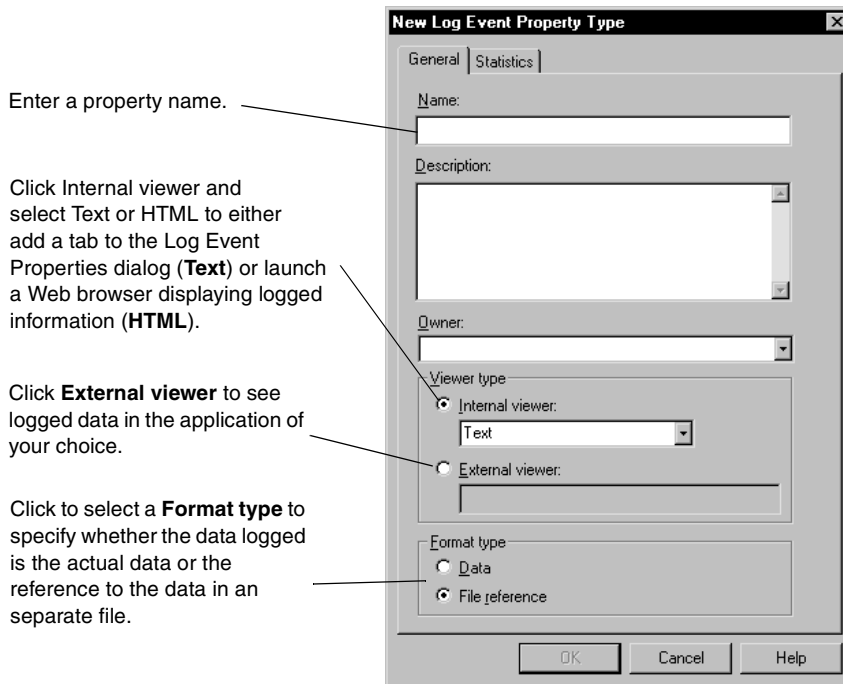 New Log Event Property Type
General
Statistics
Enter a property name.
Name:
Description:
Click Internal viewer and
select Text or HTML to either
add a tab to the Log Event
Properties dialog (Text) or launch
a Web browser displaying logged
information (HTML).
Owner:
Viewer type
Internal viewer:
Text
Click External viewer to see
logged data in the application of
your choice.
External viewer:
Click to select a Format type to
specify whether the data logged
is the actual data or the
reference to the data in an
separate file.
Format type
Data
File reference
OK
Cancel
Help